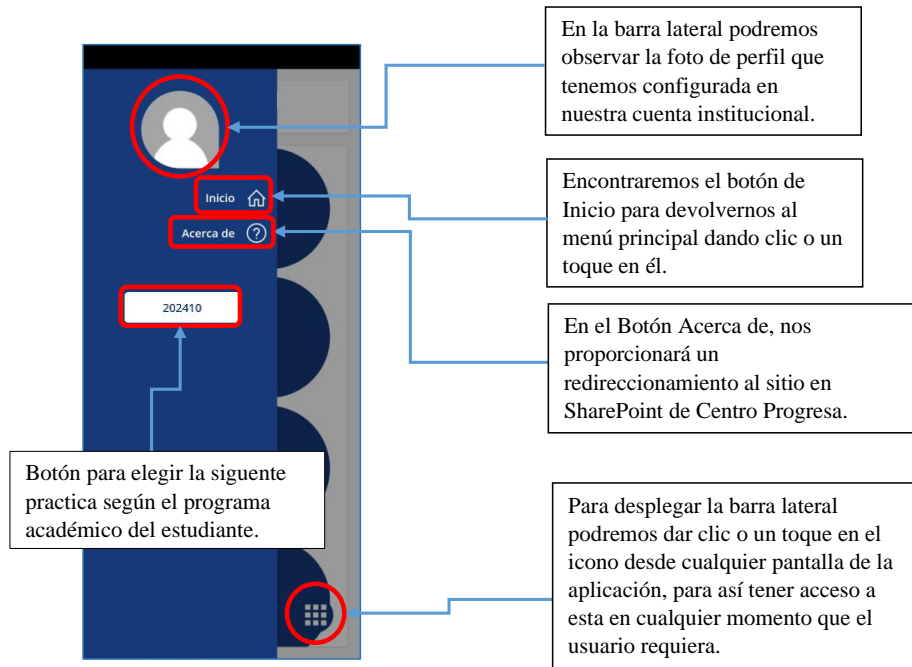 En la barra lateral podremos
observar la foto de perfil que
tenemos configurada en
nuestra cuenta institucional.
Inicio
Acerca de
Encontraremos el botón de
Inicio para devolvernos al
menú principal dando clic o un
toque en él.
202410
En el Botón Acerca de, nos
proporcionará un
redireccionamiento al sitio en
SharePoint de Centro Progresa.
Botón para elegir la siguente
practica según el programa
académico del estudiante.
Para desplegar la barra lateral
podremos dar clic o un toque en el
icono desde cualquier pantalla de la
aplicación, para así tener acceso a
esta en cualquier momento que el
usuario requiera.